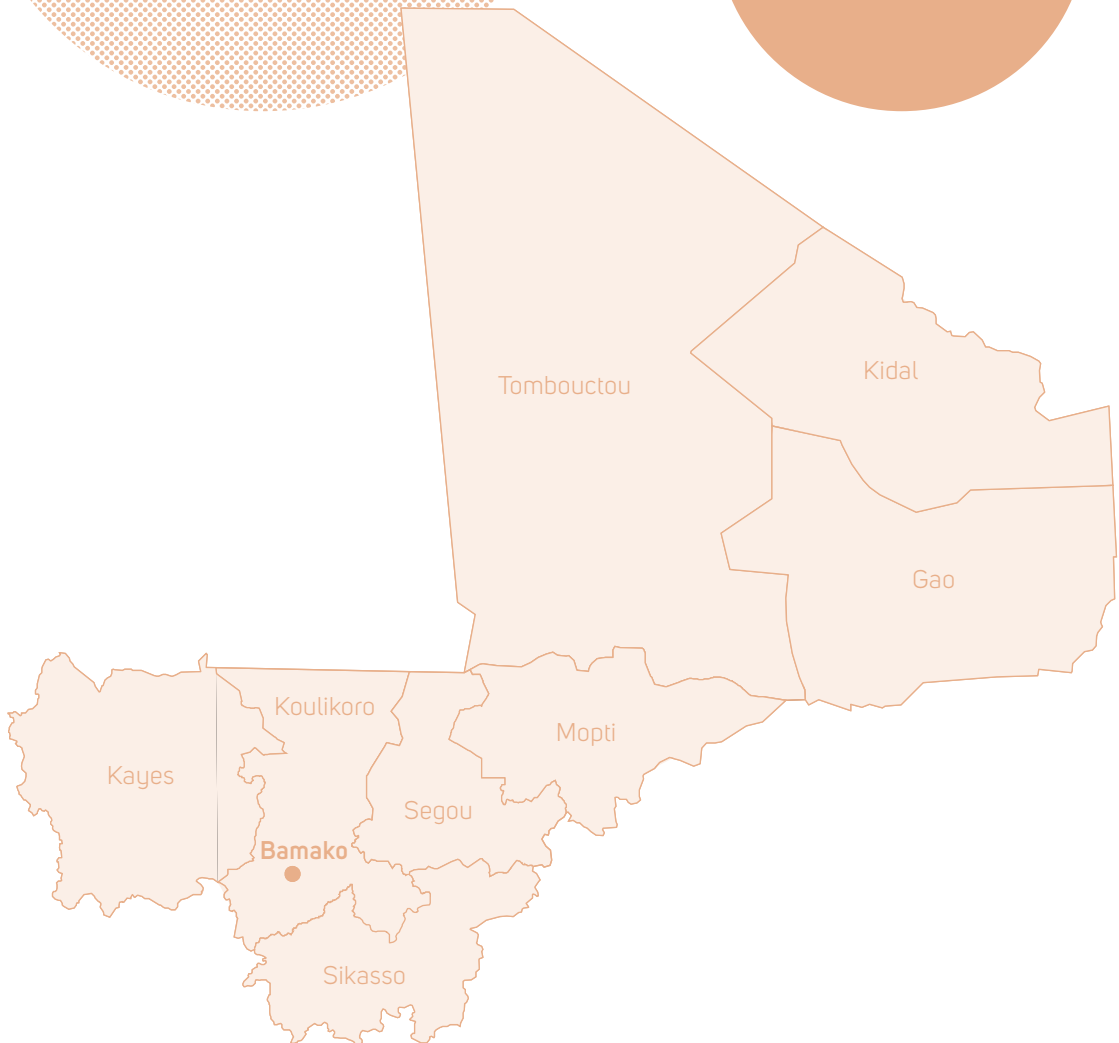 Kidal
Tombouctou
Gao
Koulikoro
Mopti
Kayes
Segou
Bamako
Sikasso